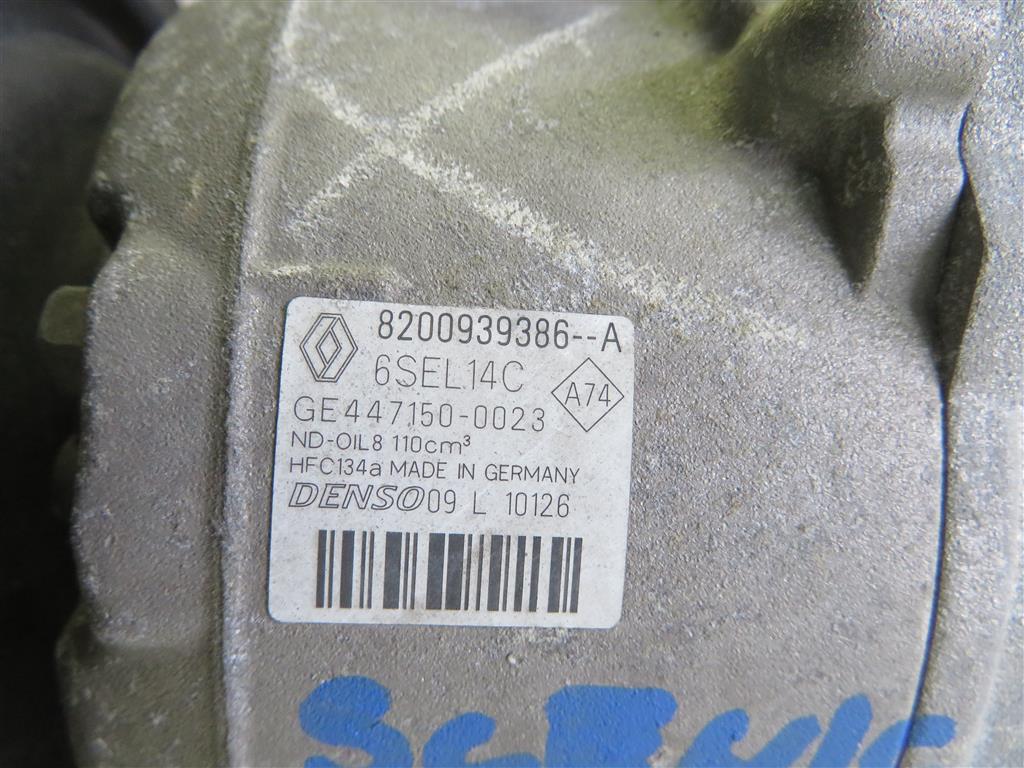 8200939386--A
6SEL14C
A74
GE447150-0023
ND-OIL8 110cm³
HFC134a MADE IN GERMANY
DENSO 09 L 10126